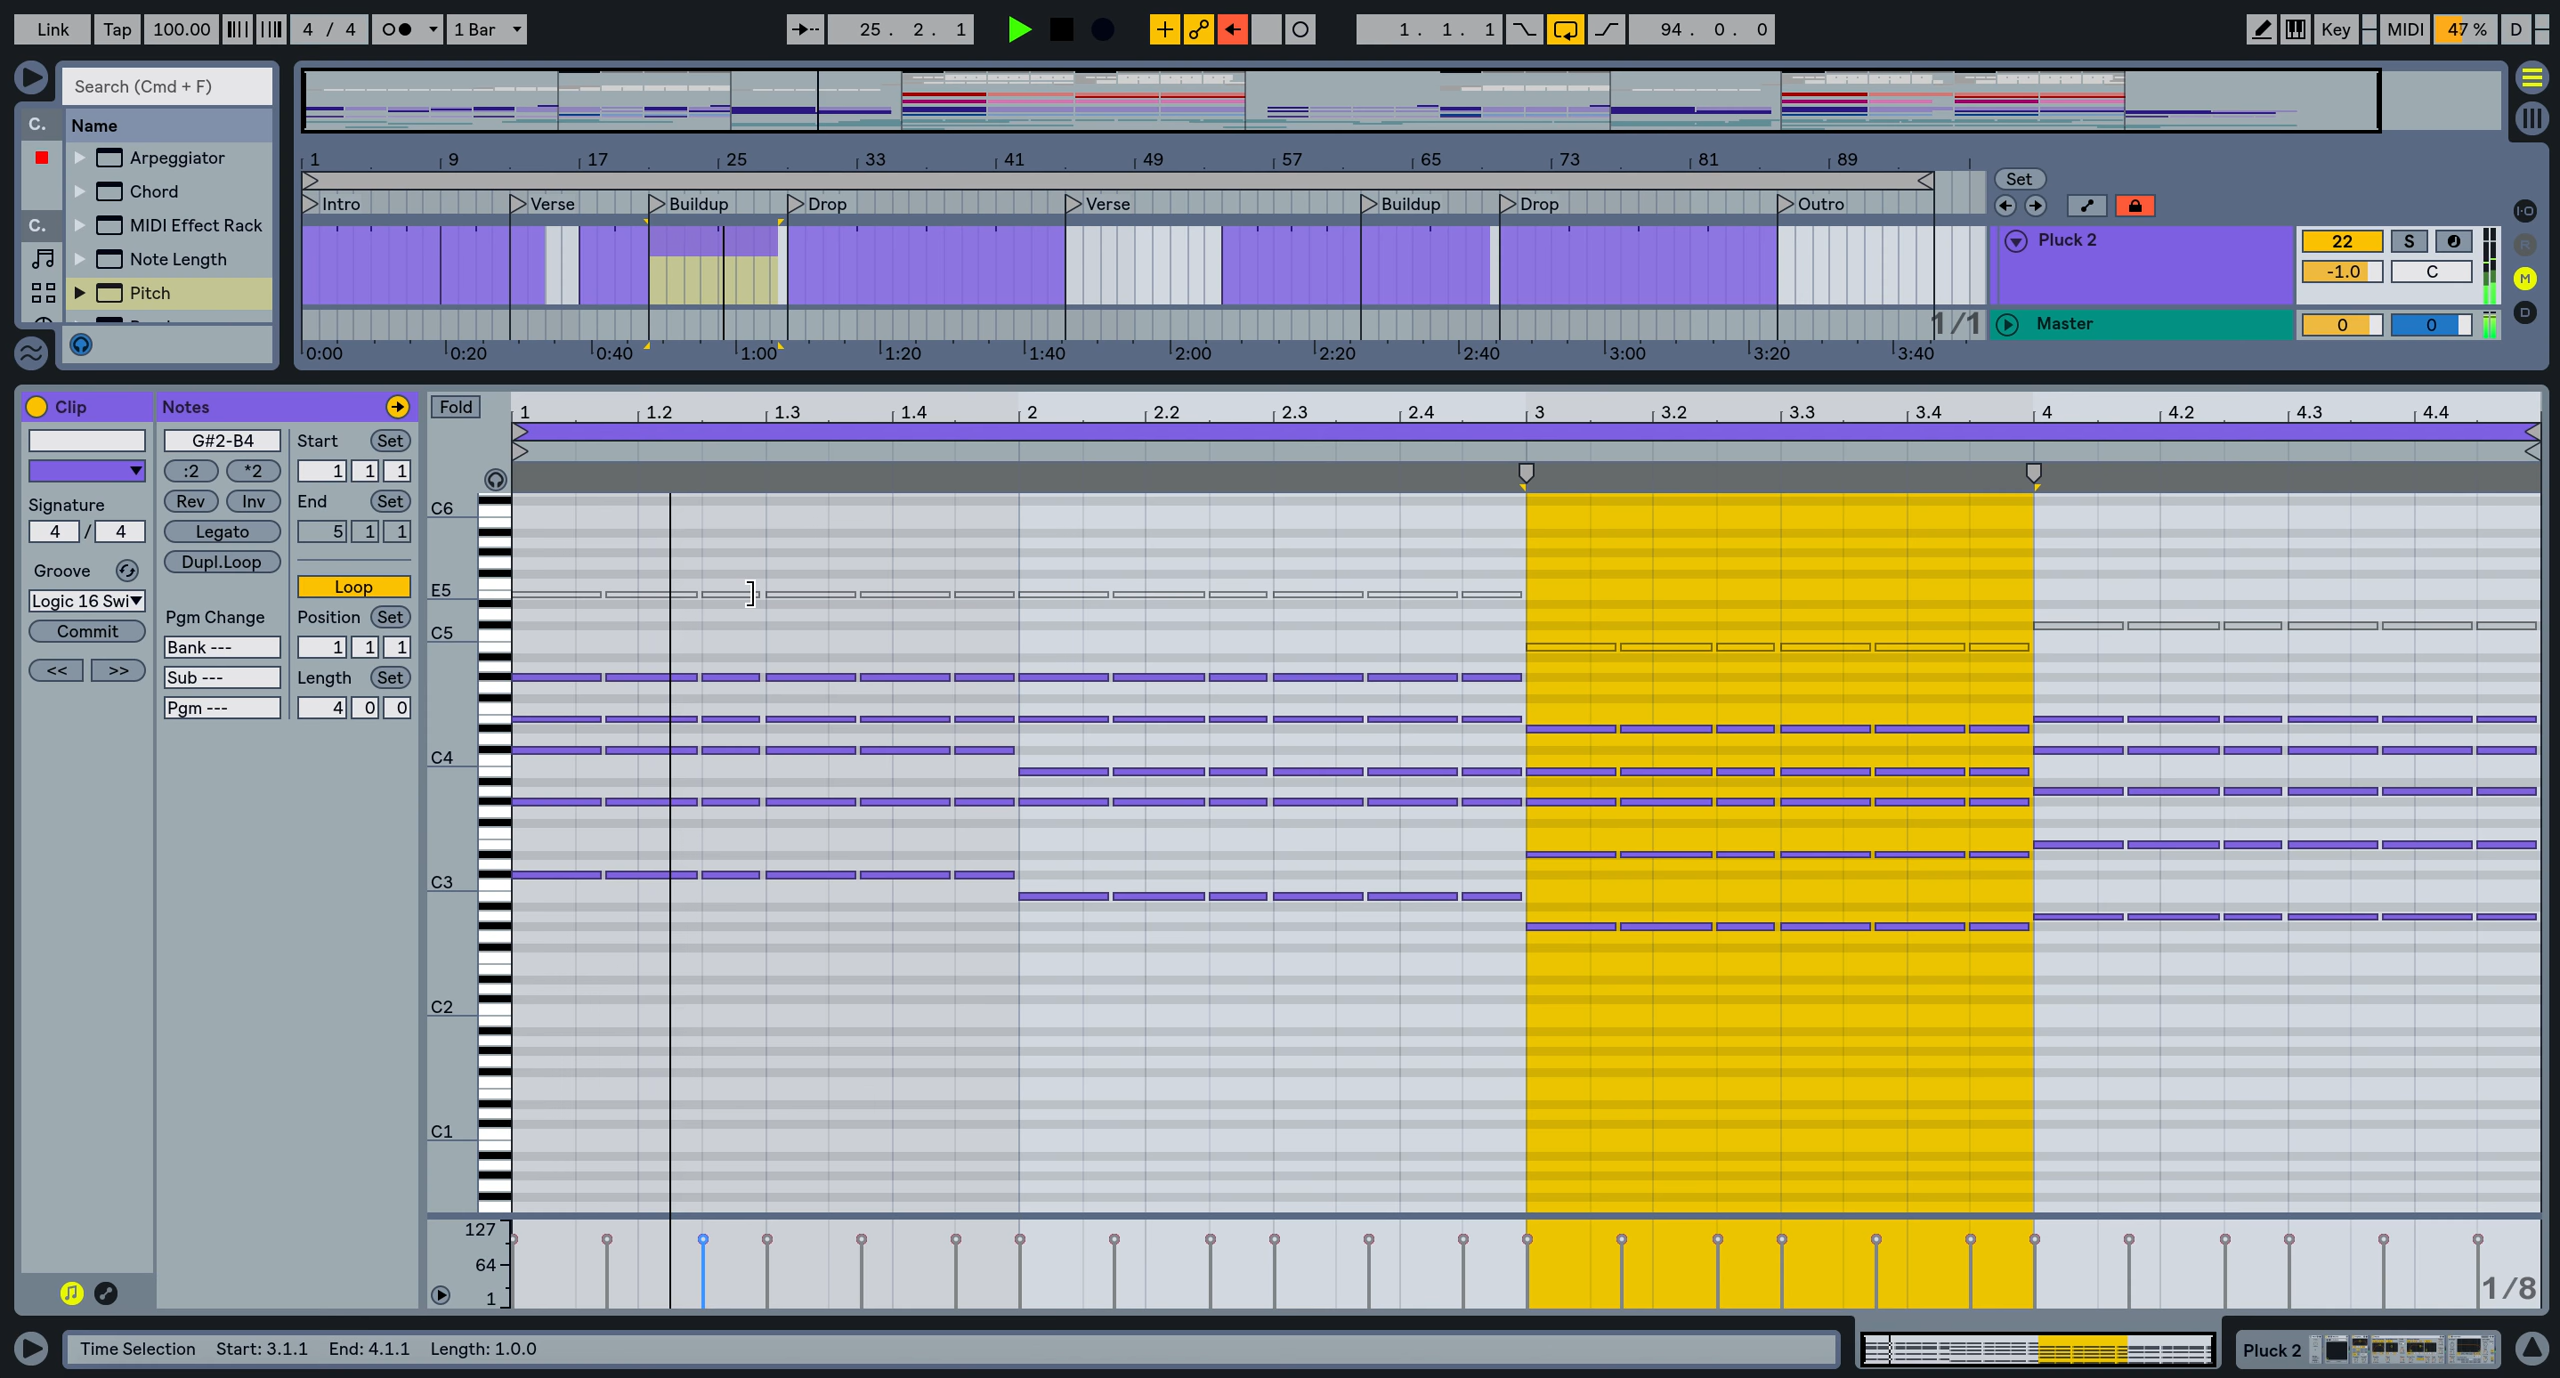 Link Tap 100.00 4 / 4 1 Bar 25. 2. 1 1. 1. 1 94. 0. 0 Key MIDI 47 % D
Search (Cmd + F)
C. Name
Arpeggiator
Chord
C. MIDI Effect Rack
Note Length
Pitch
1 9 17 25 33 41 49 57 65 73 81 89
Set
Intro Verse Buildup Drop Verse Buildup Drop Outro
Pluck 2 22 S
-1.0 C
1/1 Master 0 0
0:00 0:20 0:40 1:00 1:20 1:40 2:00 2:20 2:40 3:00 3:20 3:40
I·O
R
M
D
Clip Notes Fold
1 1.2 1.3 1.4 2 2.2 2.3 2.4 3 3.2 3.3 3.4 4 4.2 4.3 4.4
G#2-B4 Start Set
:2 *2 1 1 1
Signature Rev Inv End Set
4 / 4 Legato 5 1 1
Dupl.Loop
Groove Loop
Logic 16 Swi
Commit Pgm Change Position Set
Bank --- 1 1 1
<< >> Sub --- Length Set
Pgm --- 4 0 0
C6
E5
C5
C4
C3
C2
C1
127
64
1
1/8
Time Selection Start: 3.1.1 End: 4.1.1 Length: 1.0.0
Pluck 2